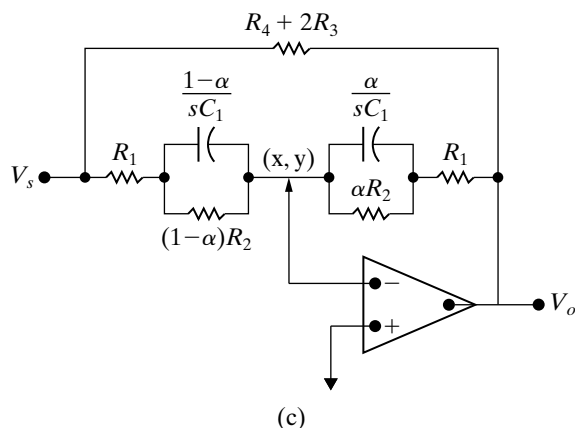 R₄ + 2R₃
1−α / sC₁
α / sC₁
Vₛ
R₁
(x, y)
R₁
(1−α)R₂
αR₂
−
+
Vₒ
(c)